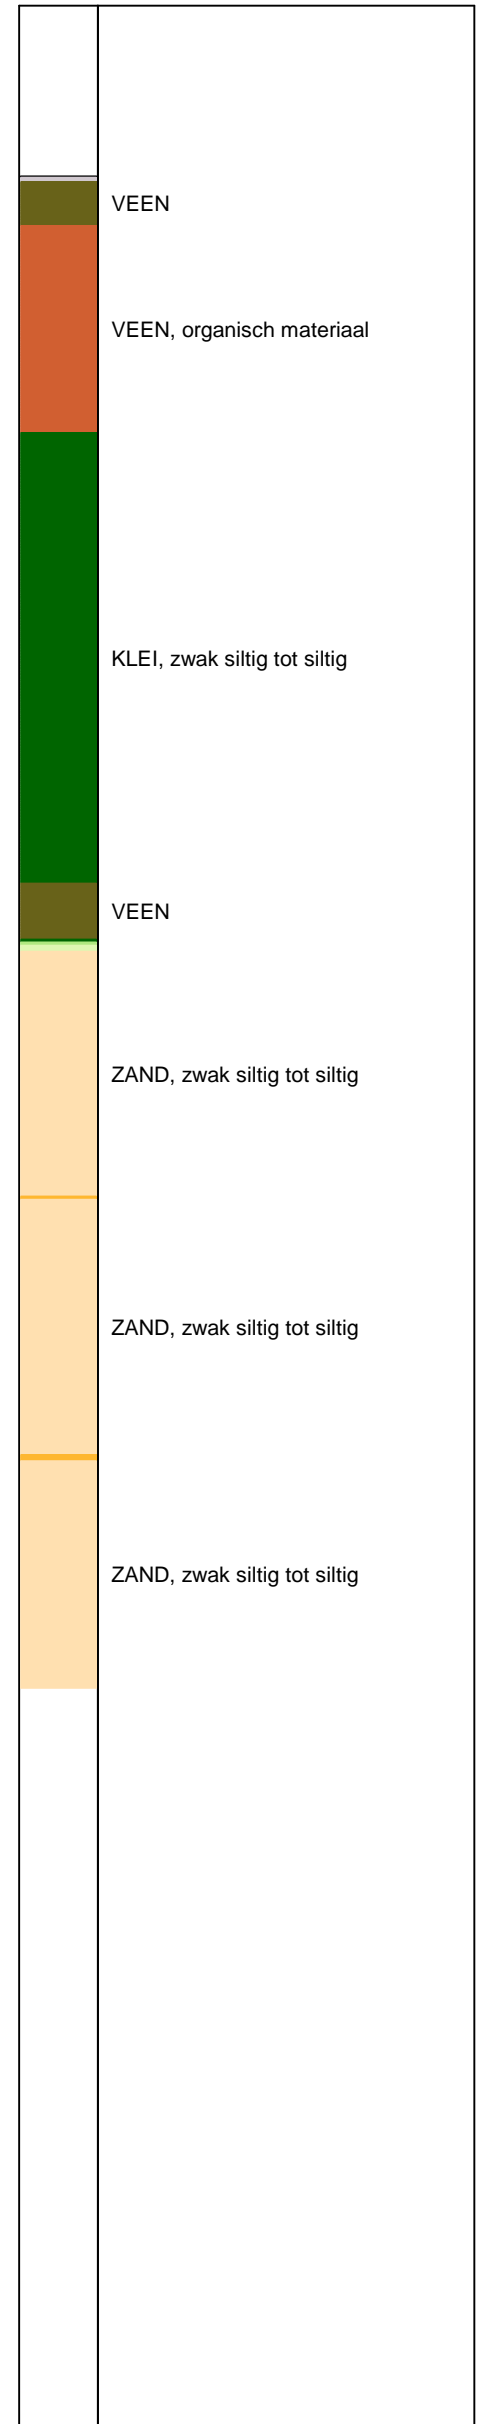 VEEN
VEEN, organisch materiaal
KLEI, zwak siltig tot siltig
VEEN
ZAND, zwak siltig tot siltig
ZAND, zwak siltig tot siltig
ZAND, zwak siltig tot siltig